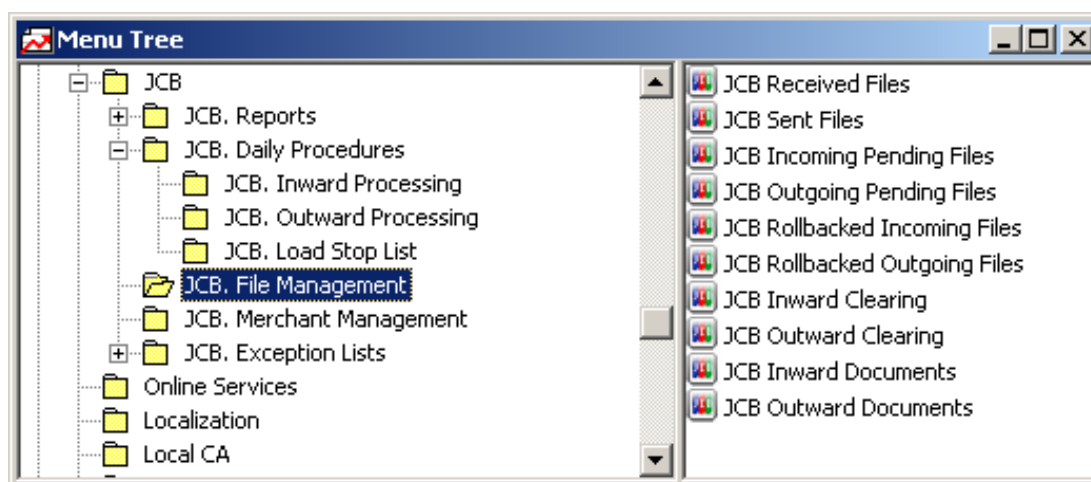 Menu Tree
JCB
JCB. Reports
JCB. Daily Procedures
JCB. Inward Processing
JCB. Outward Processing
JCB. Load Stop List
JCB. File Management
JCB. Merchant Management
JCB. Exception Lists
Online Services
Localization
Local CA
JCB Received Files
JCB Sent Files
JCB Incoming Pending Files
JCB Outgoing Pending Files
JCB Rollbacked Incoming Files
JCB Rollbacked Outgoing Files
JCB Inward Clearing
JCB Outward Clearing
JCB Inward Documents
JCB Outward Documents